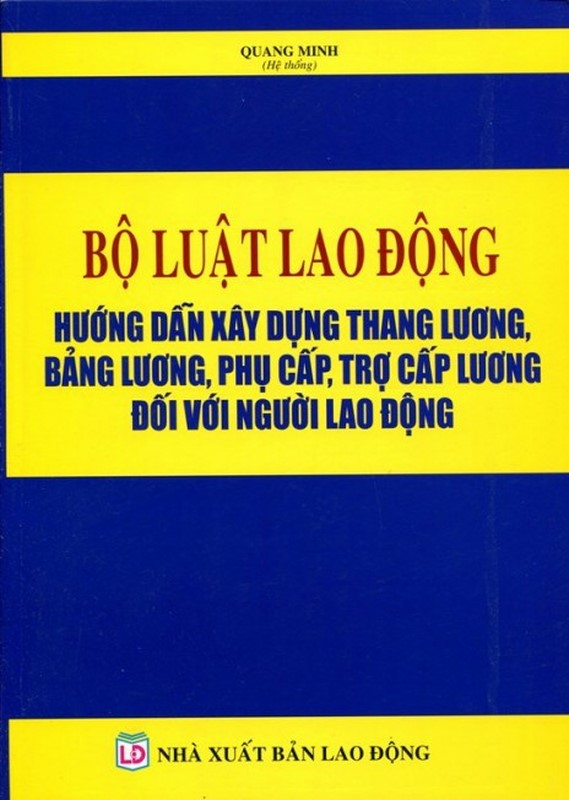 QUANG MINH
(Hệ thống)
BỘ LUẬT LAO ĐỘNG
HƯỚNG DẪN XÂY DỰNG THANG LƯƠNG,
BẢNG LƯƠNG, PHỤ CẤP, TRỢ CẤP LƯƠNG
ĐỐI VỚI NGƯỜI LAO ĐỘNG
LĐ NHÀ XUẤT BẢN LAO ĐỘNG